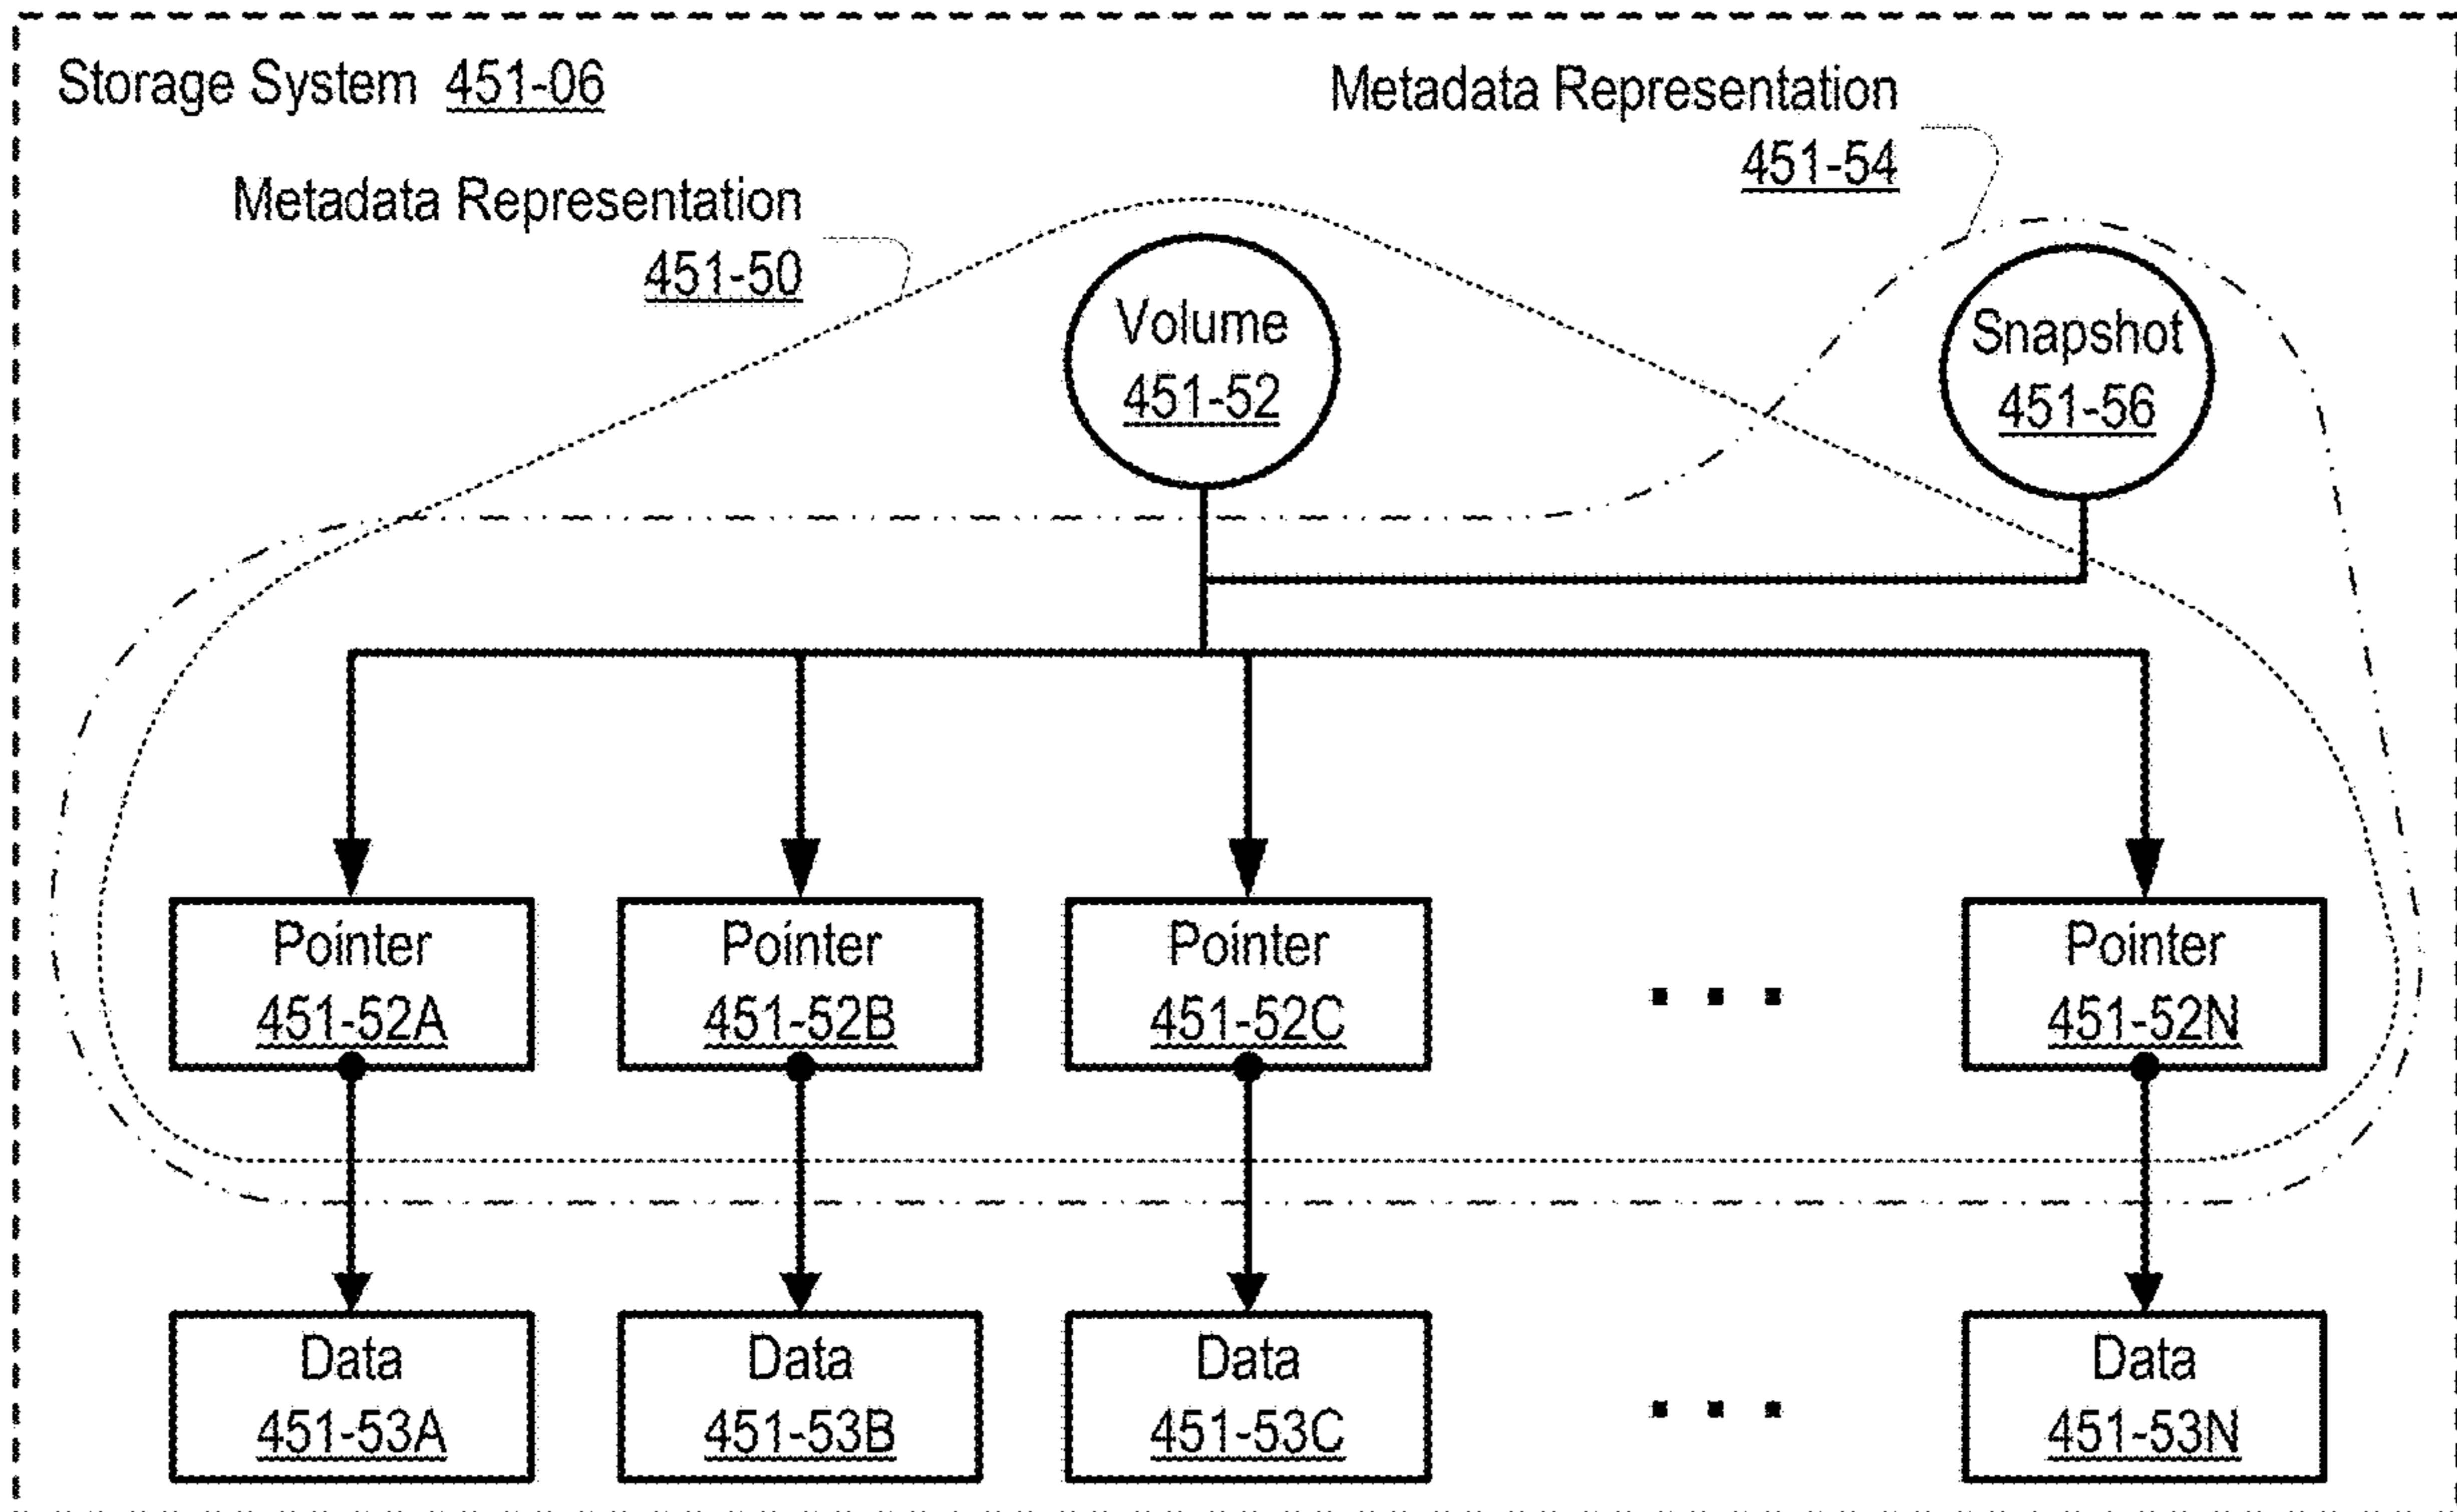 Storage System 451-06
Metadata Representation
451-54
Metadata Representation
451-50
Volume
451-52
Snapshot
451-56
Pointer
451-52A
Pointer
451-52B
Pointer
451-52C
. . .
Pointer
451-52N
Data
451-53A
Data
451-53B
Data
451-53C
. . .
Data
451-53N